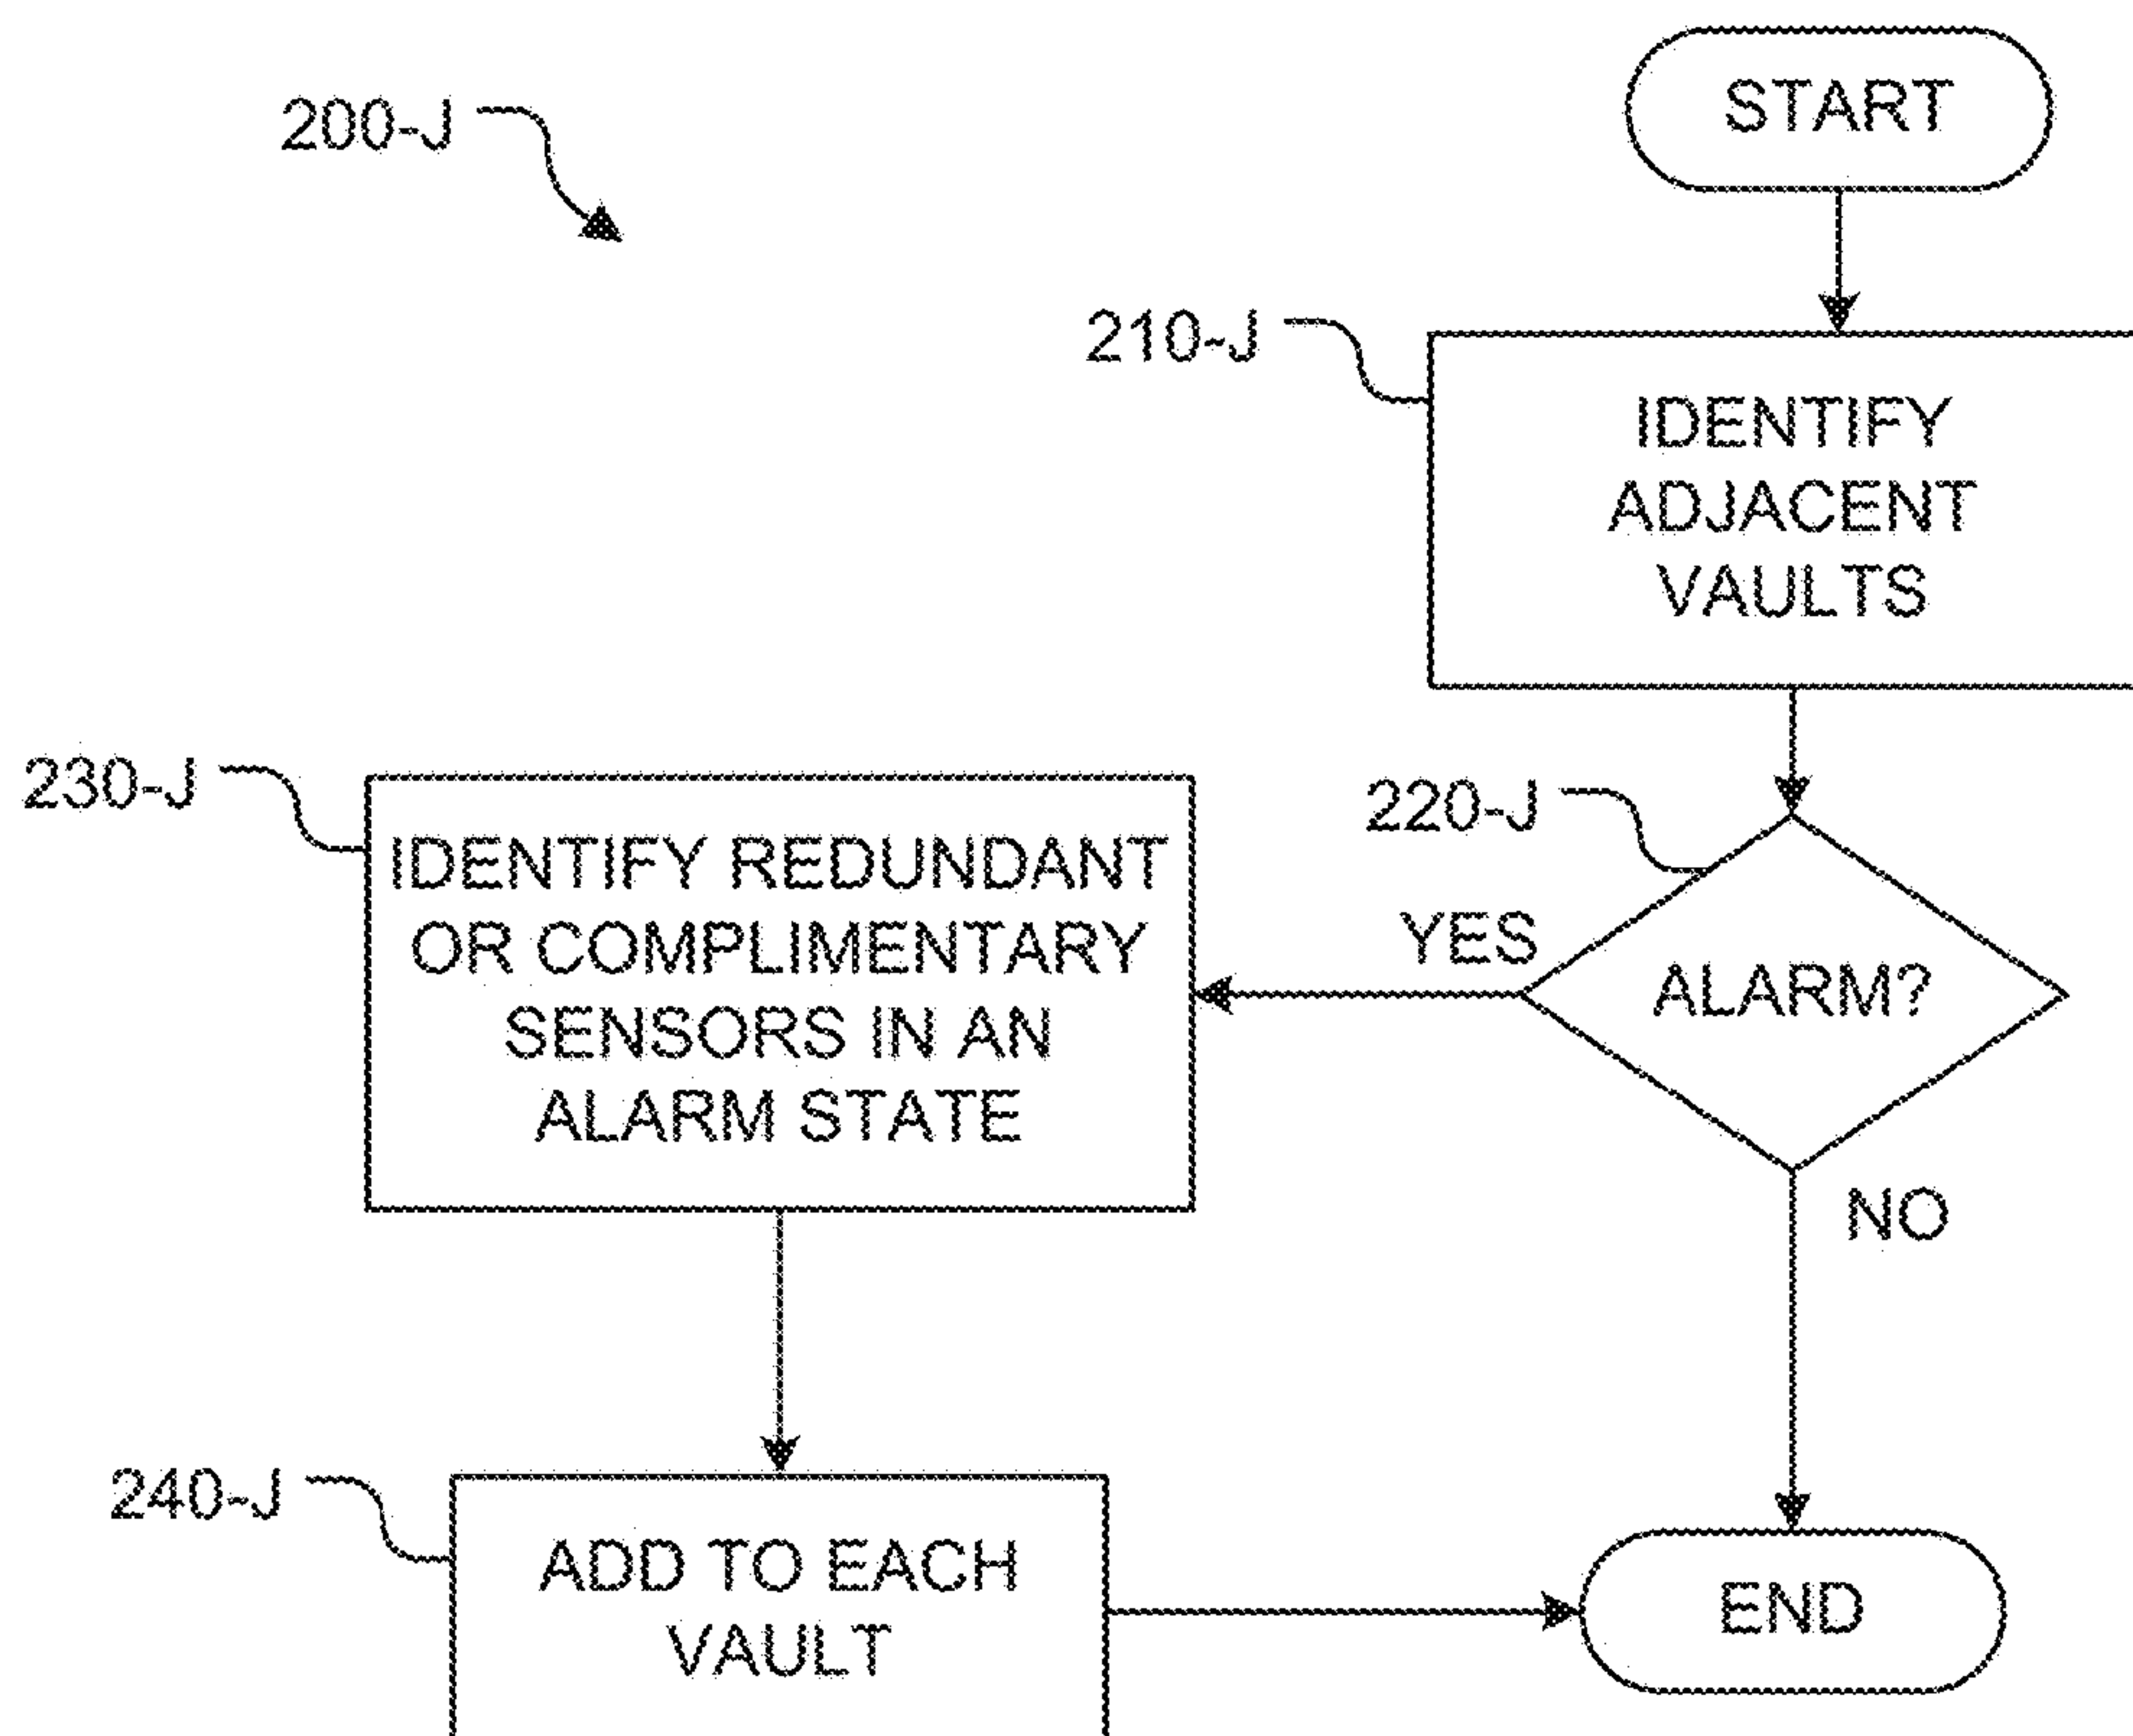 200-J
START
210-J
IDENTIFY
ADJACENT
VAULTS
220-J
ALARM?
YES
NO
230-J
IDENTIFY REDUNDANT
OR COMPLIMENTARY
SENSORS IN AN
ALARM STATE
240-J
ADD TO EACH
VAULT
END